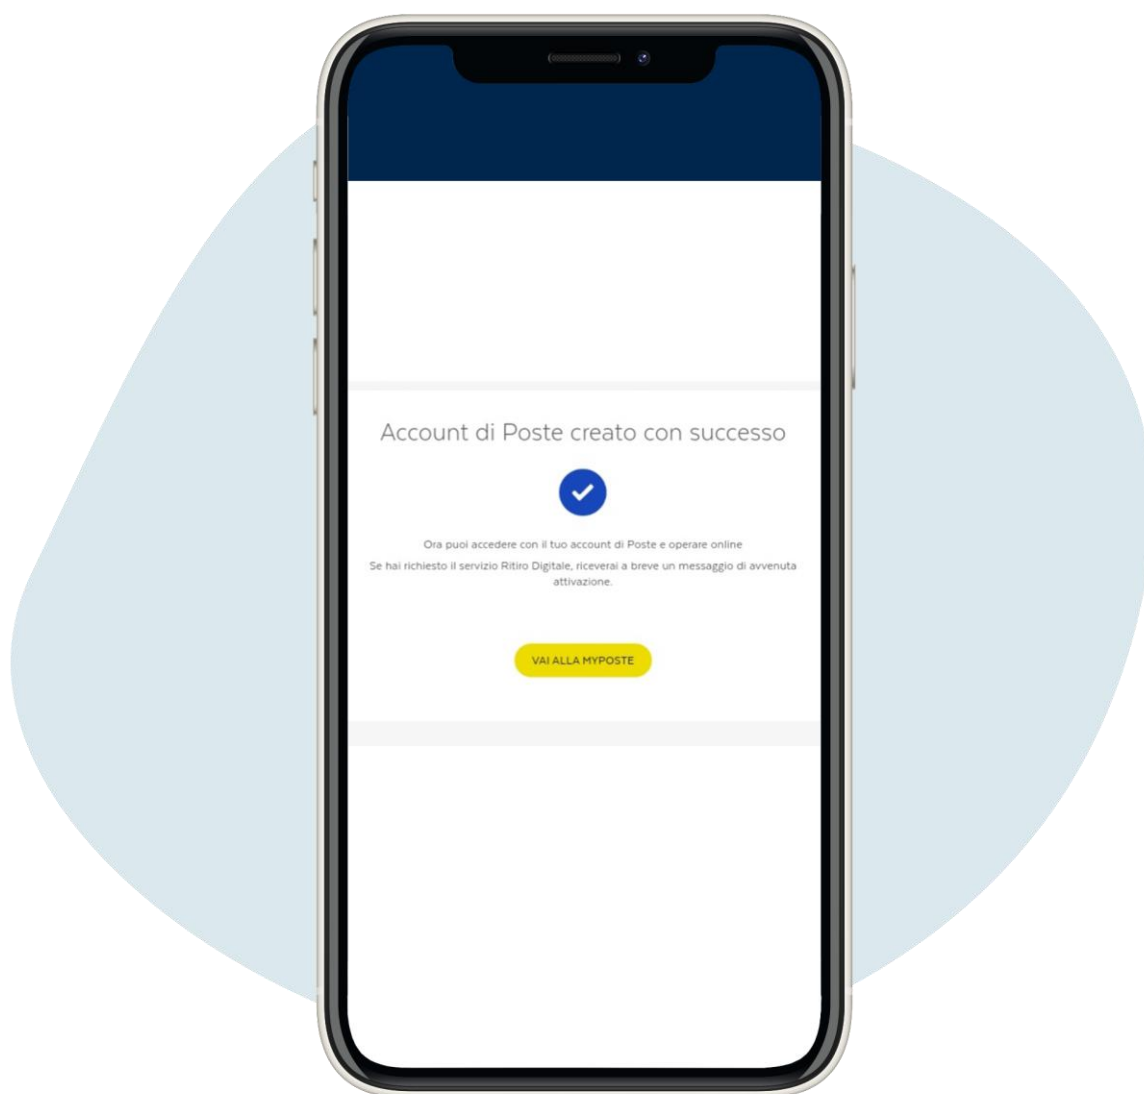 Account di Poste creato con successo
Ora puoi accedere con il tuo account di Poste e operare online
Se hai richiesto il servizio Ritiro Digitale, riceverai a breve un messaggio di avvenuta
attivazione.
VAI ALLA MYPOSTE